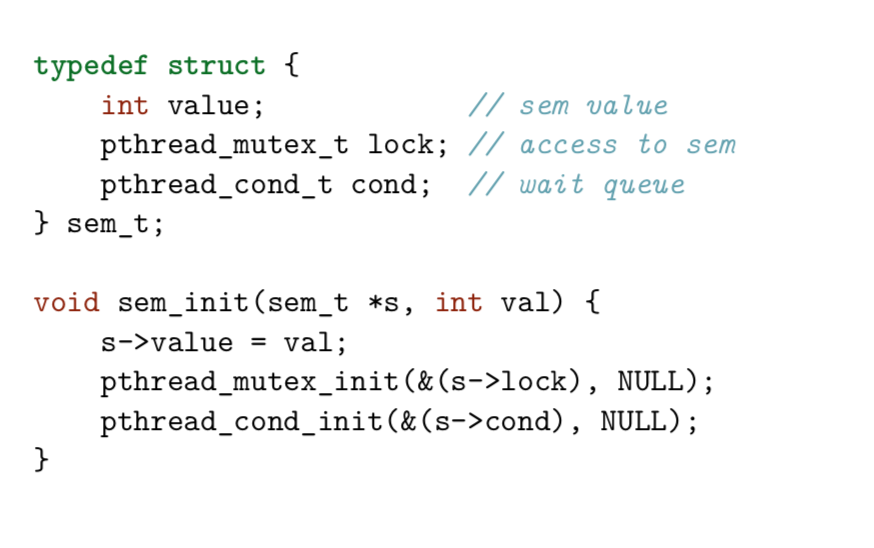 typedef struct {
    int value;            // sem value
    pthread_mutex_t lock; // access to sem
    pthread_cond_t cond;  // wait queue
} sem_t;

void sem_init(sem_t *s, int val) {
    s->value = val;
    pthread_mutex_init(&(s->lock), NULL);
    pthread_cond_init(&(s->cond), NULL);
}